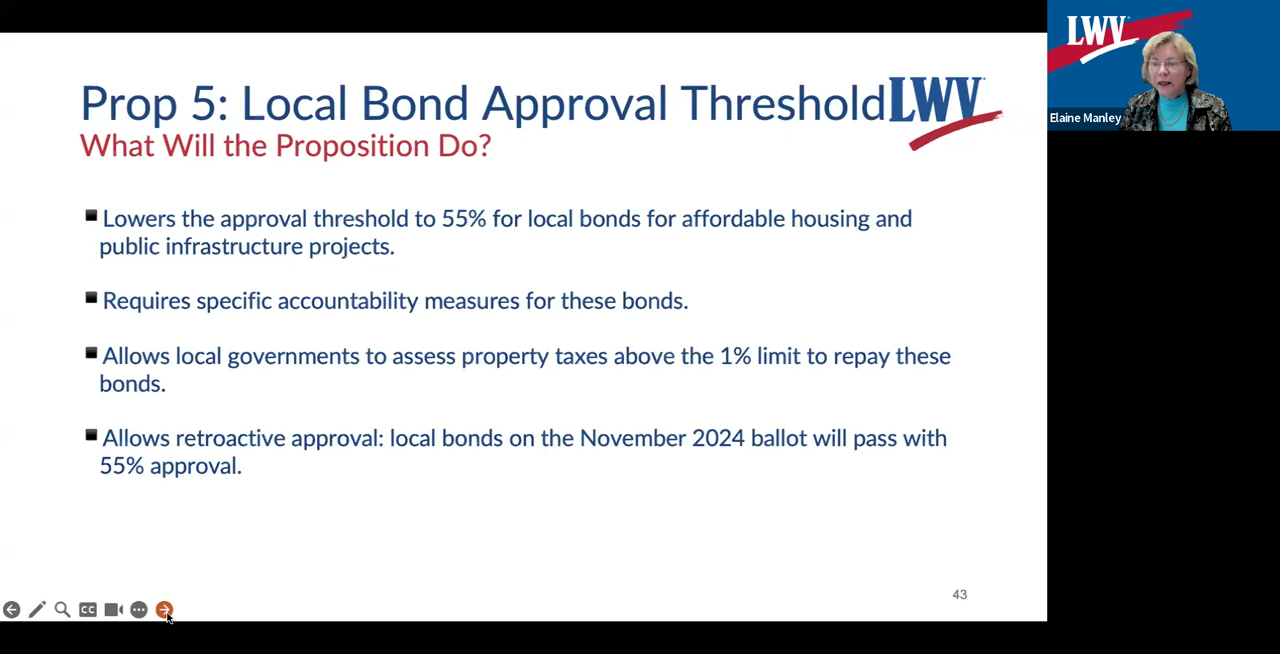 Prop 5: Local Bond Approval Threshold
LWV
What Will the Proposition Do?
Lowers the approval threshold to 55% for local bonds for affordable housing and
public infrastructure projects.
Requires specific accountability measures for these bonds.
Allows local governments to assess property taxes above the 1% limit to repay these
bonds.
Allows retroactive approval: local bonds on the November 2024 ballot will pass with
55% approval.
43
CC
LWV
Elaine Manley